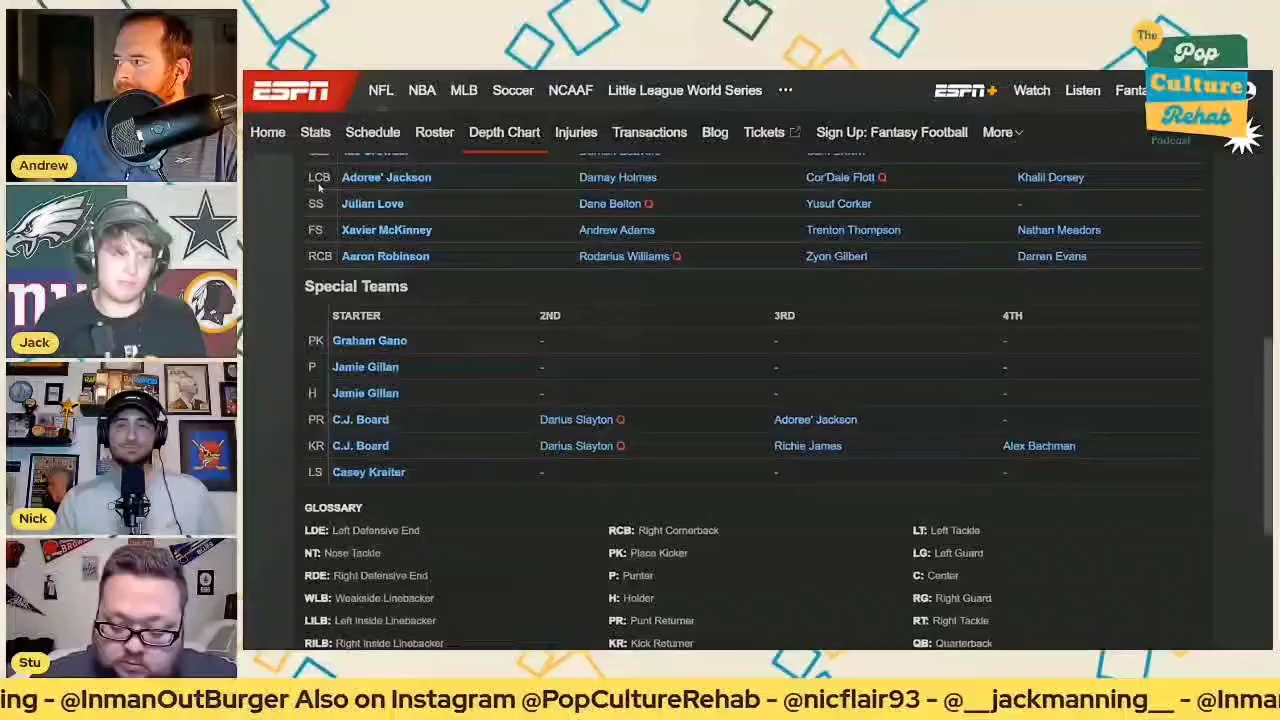 The
Pop
Culture
Rehab
Podcast
ESPN NFL NBA MLB Soccer NCAAF Little League World Series ••• ESPN+ Watch Listen
Home Stats Schedule Roster Depth Chart Injuries Transactions Blog Tickets Sign Up: Fantasy Football More
LCB Adoree' Jackson Darnay Holmes Cor'Dale Flott Q Khalil Dorsey
SS Julian Love Dane Belton Q Yusuf Corker -
FS Xavier McKinney Andrew Adams Trenton Thompson Nathan Meadors
RCB Aaron Robinson Rodarius Williams Q Zyon Gilbert Darren Evans
Special Teams
STARTER 2ND 3RD 4TH
PK Graham Gano - - -
P Jamie Gillan - - -
H Jamie Gillan - - -
PR C.J. Board Darius Slayton Q Adoree' Jackson -
KR C.J. Board Darius Slayton Q Richie James Alex Bachman
LS Casey Kreiter - - -
GLOSSARY
LDE: Left Defensive End RCB: Right Cornerback LT: Left Tackle
NT: Nose Tackle PK: Place Kicker LG: Left Guard
RDE: Right Defensive End P: Punter C: Center
WLB: Weakside Linebacker H: Holder RG: Right Guard
LILB: Left Inside Linebacker PR: Punt Returner RT: Right Tackle
RILB: Right Inside Linebacker KR: Kick Returner QB: Quarterback
Andrew
Jack
Nick
Stu
ing - @InmanOutBurger Also on Instagram @PopCultureRehab - @nicflair93 - @__jackmanning__ - @Inma